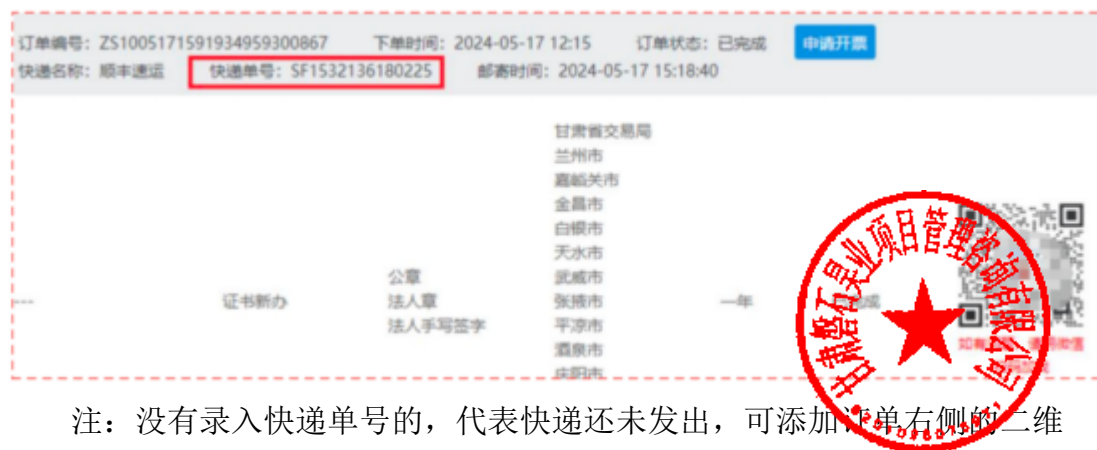 订单编号：ZS1005171591934959300867 下单时间：2024-05-17 12:15 订单状态：已完成 申请开票
快递名称：顺丰速运 快递单号：SF1532136180225 邮寄时间：2024-05-17 15:18:40
甘肃省交易局
兰州市
嘉峪关市
金昌市
白银市
天水市
武威市
张掖市
平凉市
酒泉市
庆阳市
---
证书新办
公章
法人章
法人手写签字
一年
甘肃磐石昊业项目管理咨询有限公司
注：没有录入快递单号的，代表快递还未发出，可添加订单右侧的二维